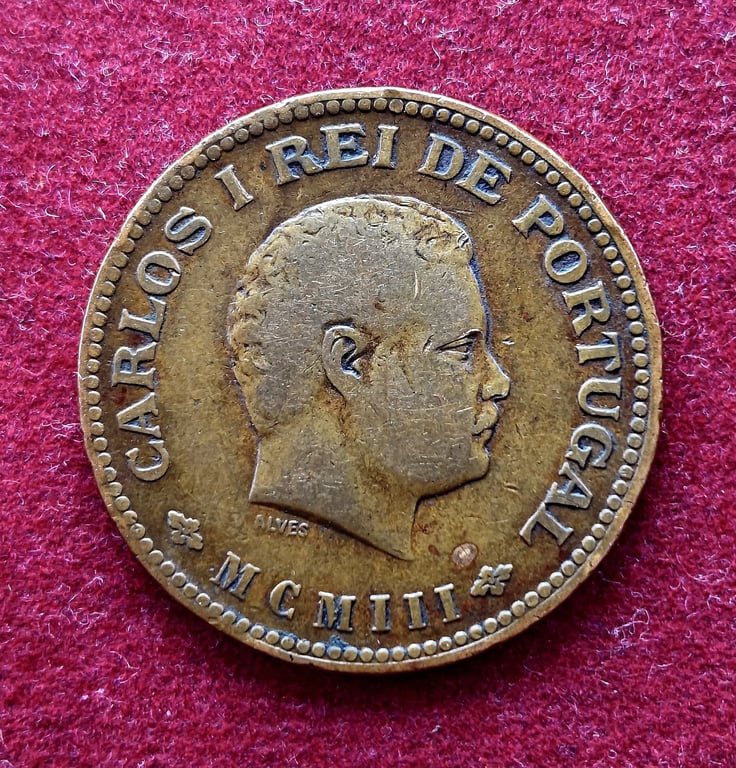 CARLOS I REI DE PORTUGAL
ALVES
MCMIII